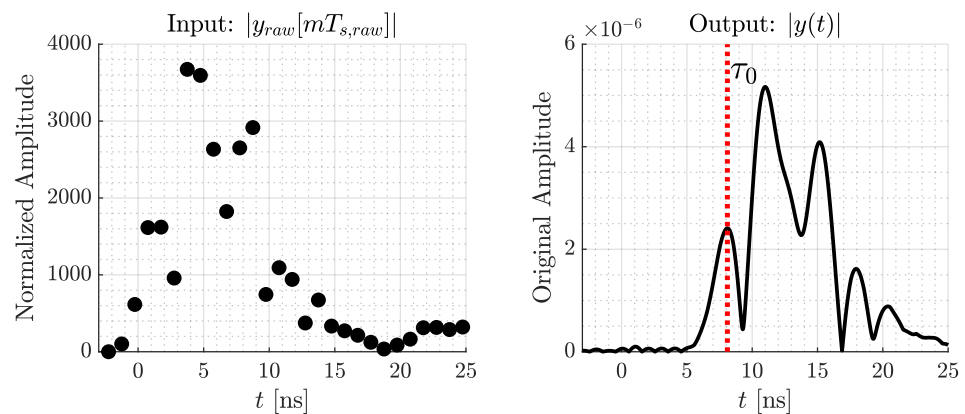 Input: |y_raw[mT_s,raw]|
Normalized Amplitude
4000
3000
2000
1000
0
0 5 10 15 20 25
t [ns]
Output: |y(t)|
×10⁻⁶
Original Amplitude
6
4
2
0
τ₀
0 5 10 15 20 25
t [ns]